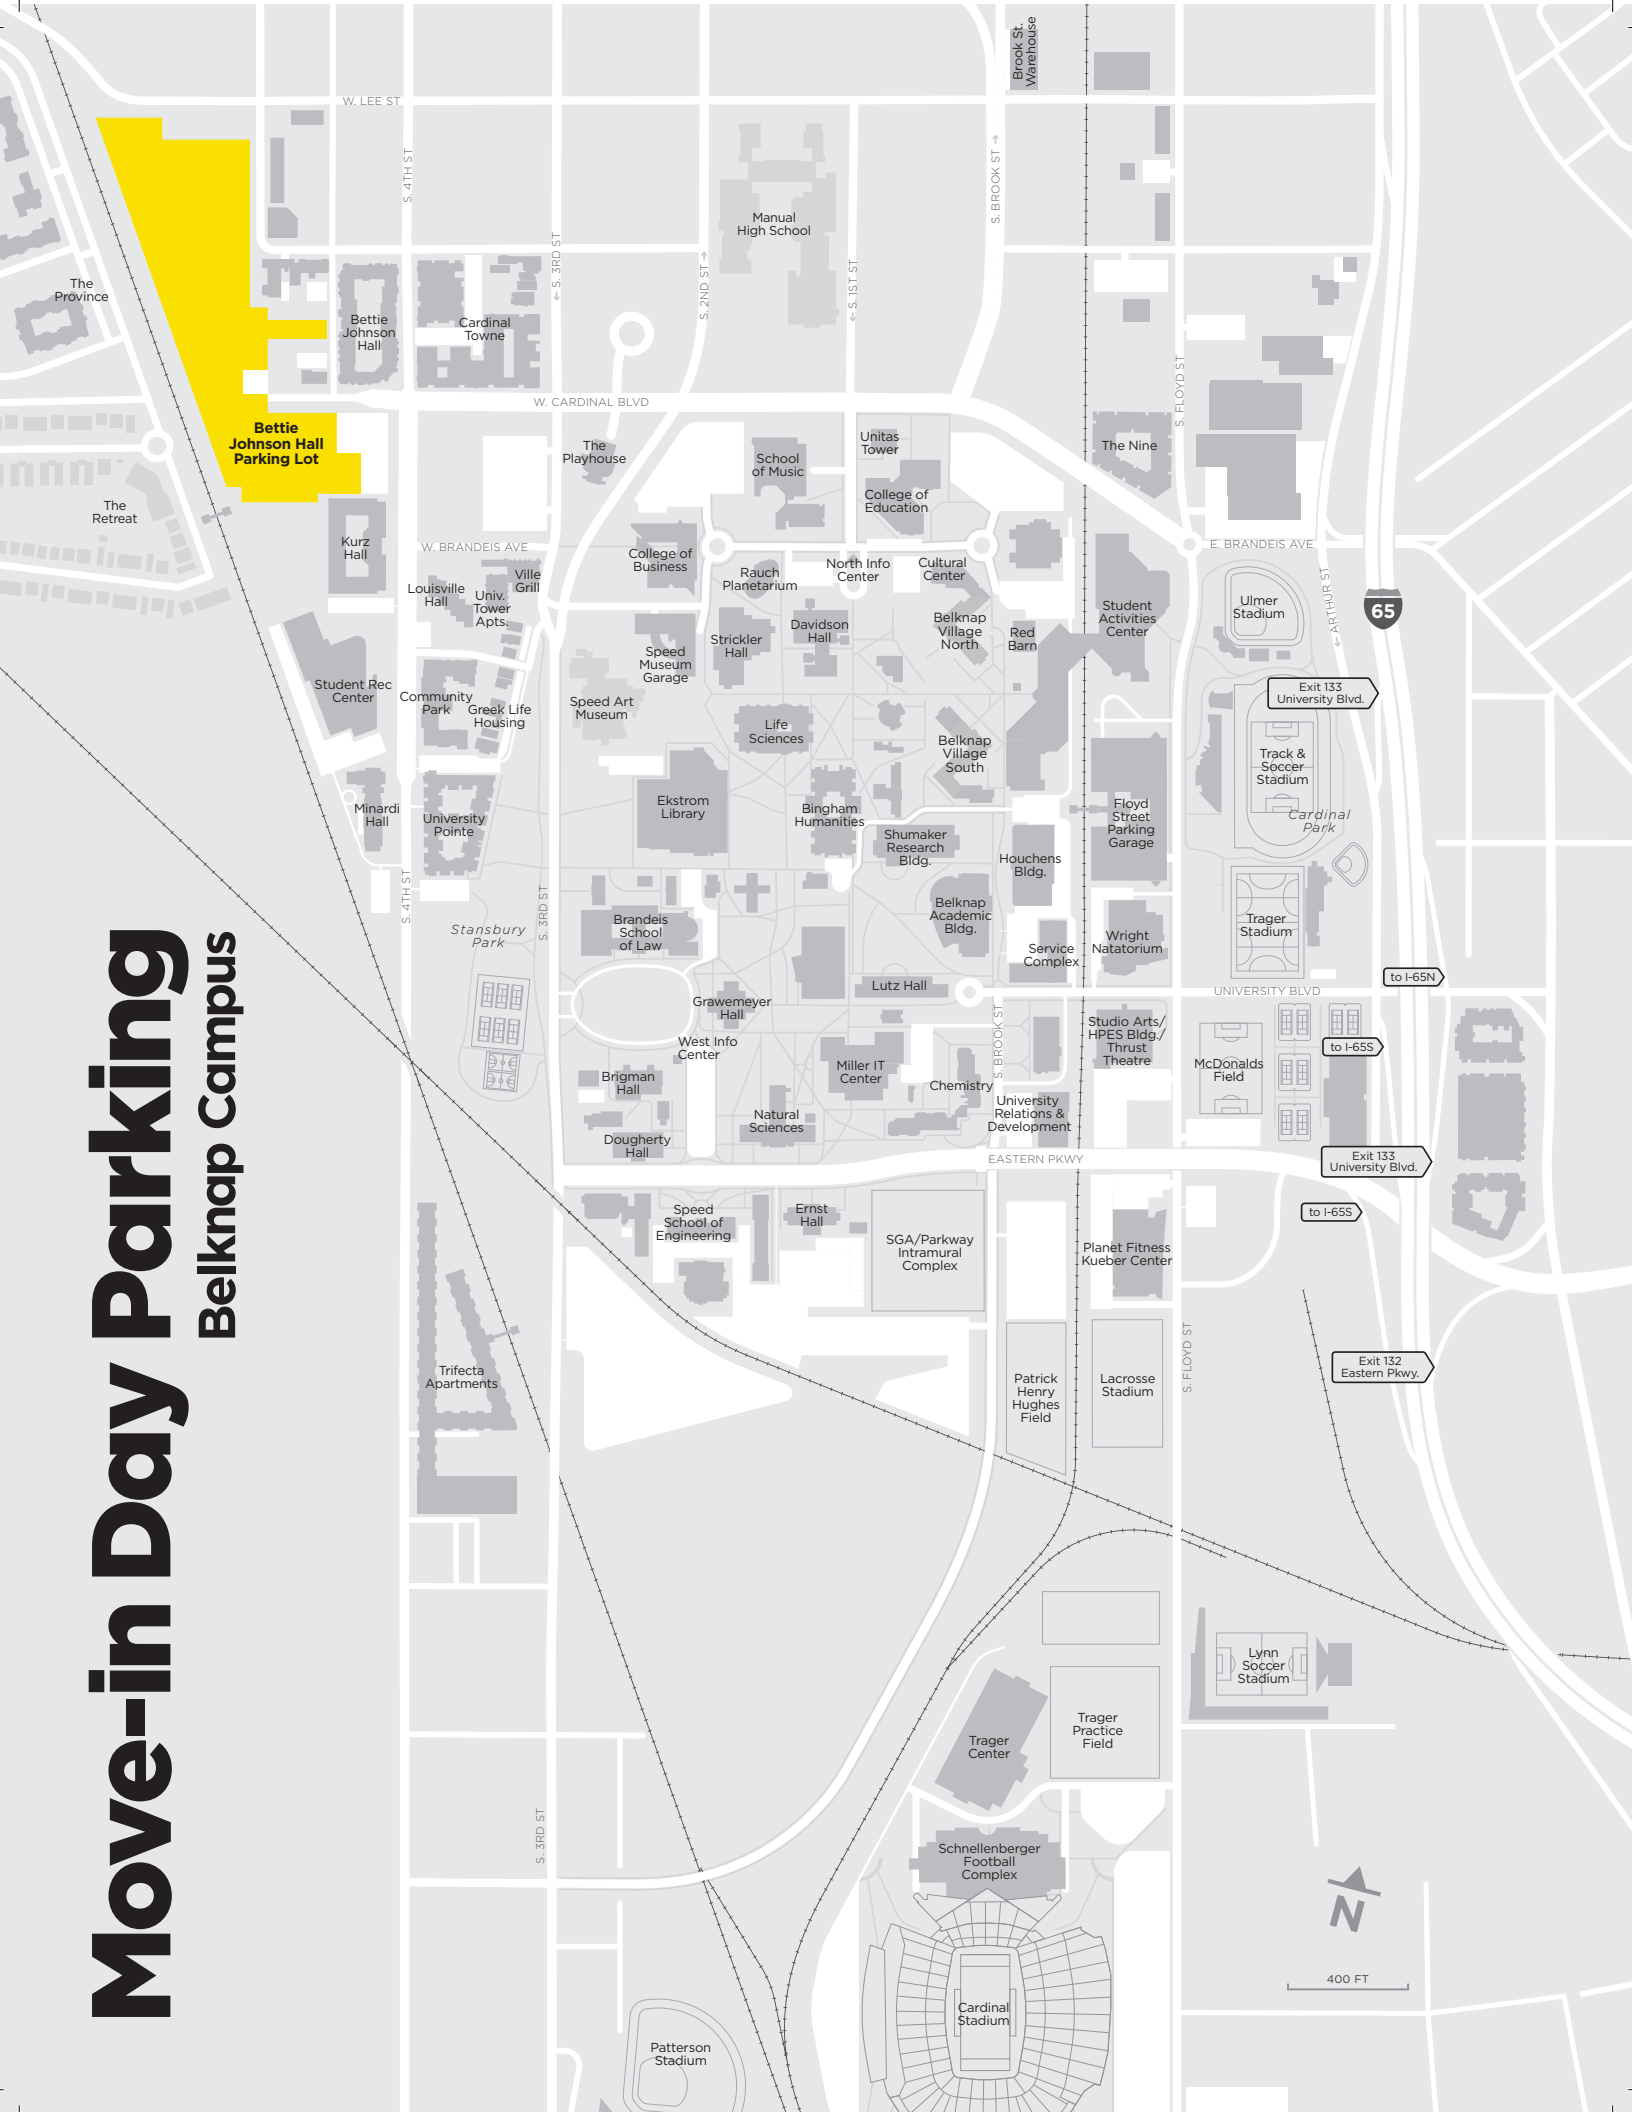 Move-in Day Parking
Belknap Campus
Brook St.
Warehouse
W. LEE ST
S. 4TH ST
← S. 3RD ST
S. 2ND ST →
← S. 1ST ST
S. BROOK ST →
Manual
High School
The
Province
Bettie
Johnson
Hall
Cardinal
Towne
S. FLOYD ST
W. CARDINAL BLVD
Bettie
Johnson Hall
Parking Lot
The
Playhouse
School
of Music
Unitas
Tower
College of
Education
The Nine
The
Retreat
Kurz
Hall
W. BRANDEIS AVE
E. BRANDEIS AVE
College of
Business
Rauch
Planetarium
North Info
Center
Cultural
Center
Louisville
Hall
Univ.
Tower
Apts.
Ville
Grill
Ulmer
Stadium
← ARTHUR ST
65
Strickler
Hall
Davidson
Hall
Belknap
Village
North
Red
Barn
Student
Activities
Center
Speed
Museum
Garage
Student Rec
Center
Community
Park
Greek Life
Housing
Speed Art
Museum
Life
Sciences
Belknap
Village
South
Exit 133
University Blvd.
Track &
Soccer
Stadium
Cardinal
Park
Minardi
Hall
University
Pointe
Ekstrom
Library
Bingham
Humanities
Shumaker
Research
Bldg.
Houchens
Bldg.
Floyd
Street
Parking
Garage
S. 4TH ST
S. 3RD ST
Stansbury
Park
Brandeis
School
of Law
Belknap
Academic
Bldg.
Service
Complex
Wright
Natatorium
Trager
Stadium
to I-65N
Lutz Hall
UNIVERSITY BLVD
Grawemeyer
Hall
West Info
Center
S. BROOK ST
Studio Arts/
HPES Bldg./
Thrust
Theatre
McDonalds
Field
to I-65S
Brigman
Hall
Miller IT
Center
Chemistry
University
Relations &
Development
Natural
Sciences
Dougherty
Hall
EASTERN PKWY
Exit 133
University Blvd.
to I-65S
Speed
School of
Engineering
Ernst
Hall
SGA/Parkway
Intramural
Complex
Planet Fitness
Kueber Center
Trifecta
Apartments
Patrick
Henry
Hughes
Field
Lacrosse
Stadium
S. FLOYD ST
Exit 132
Eastern Pkwy.
Lynn
Soccer
Stadium
Trager
Center
Trager
Practice
Field
S. 3RD ST
Schnellenberger
Football
Complex
N
400 FT
Cardinal
Stadium
Patterson
Stadium